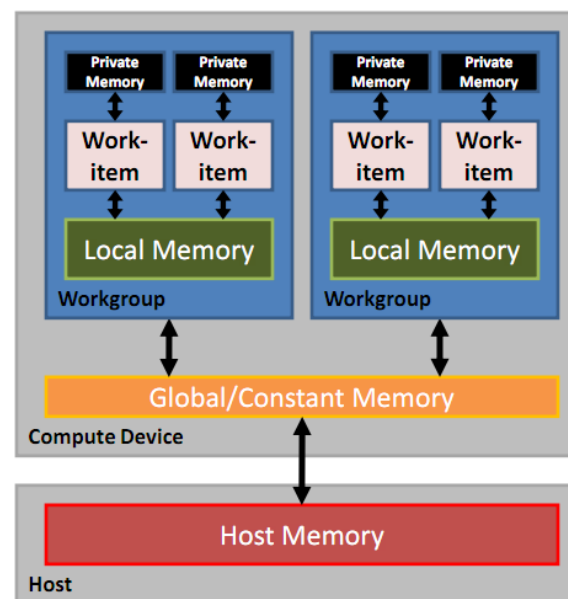 Private Private Private Private
Memory Memory Memory Memory
Work- Work- Work- Work-
item item item item
Local Memory Local Memory
Workgroup Workgroup
Global/Constant Memory
Compute Device
Host Memory
Host